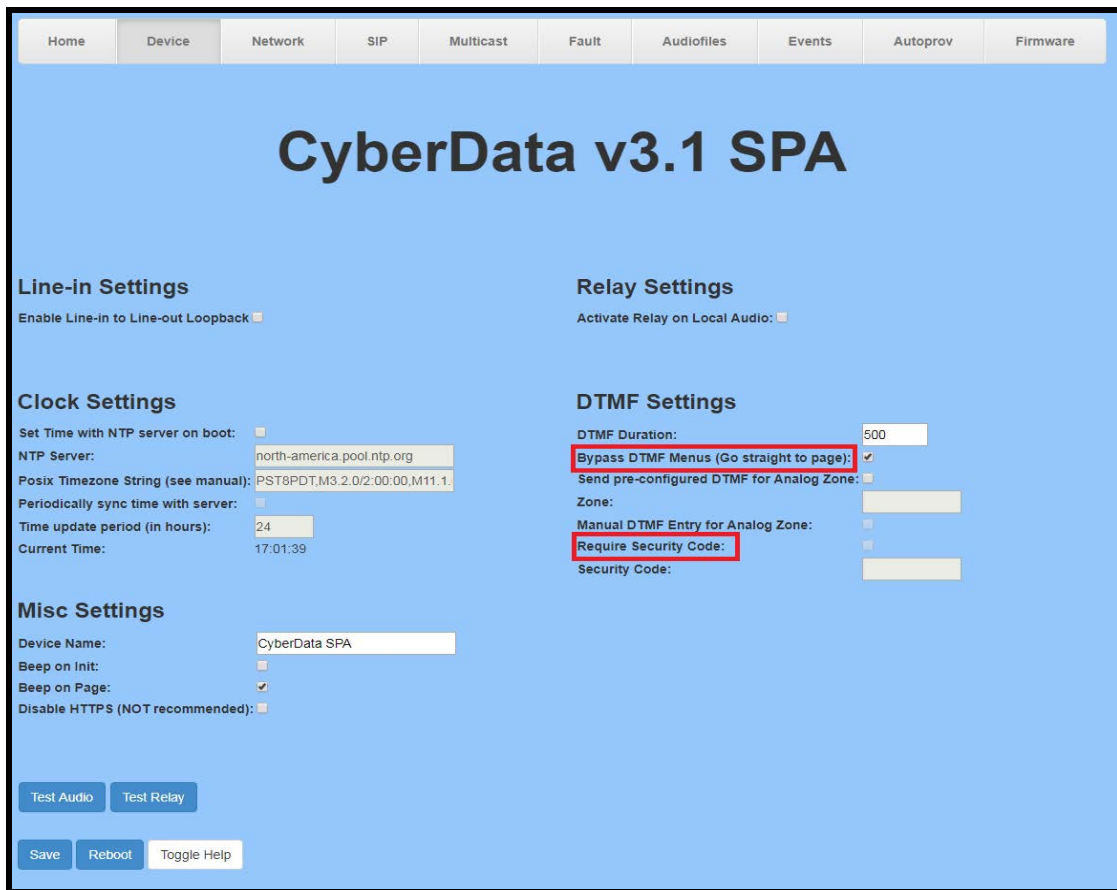 Home Device Network SIP Multicast Fault Audiofiles Events Autoprov Firmware
CyberData v3.1 SPA
Line-in Settings
Enable Line-in to Line-out Loopback
Relay Settings
Activate Relay on Local Audio:
Clock Settings
Set Time with NTP server on boot:
NTP Server: north-america.pool.ntp.org
Posix Timezone String (see manual): PST8PDT,M3.2.0/2:00:00,M11.1.
Periodically sync time with server:
Time update period (in hours): 24
Current Time: 17:01:39
DTMF Settings
DTMF Duration: 500
Bypass DTMF Menus (Go straight to page):
Send pre-configured DTMF for Analog Zone:
Zone:
Manual DTMF Entry for Analog Zone:
Require Security Code:
Security Code:
Misc Settings
Device Name: CyberData SPA
Beep on Init:
Beep on Page:
Disable HTTPS (NOT recommended):
Test Audio Test Relay
Save Reboot Toggle Help